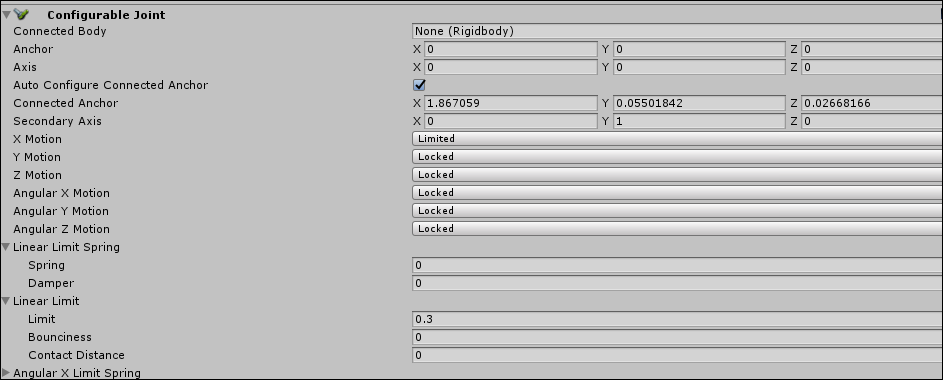 Configurable Joint
Connected Body None (Rigidbody)
Anchor X 0 Y 0 Z 0
Axis X 0 Y 0 Z 0
Auto Configure Connected Anchor
Connected Anchor X 1.867059 Y 0.05501842 Z 0.02668166
Secondary Axis X 0 Y 1 Z 0
X Motion Limited
Y Motion Locked
Z Motion Locked
Angular X Motion Locked
Angular Y Motion Locked
Angular Z Motion Locked
Linear Limit Spring
Spring 0
Damper 0
Linear Limit
Limit 0.3
Bounciness 0
Contact Distance 0
Angular X Limit Spring